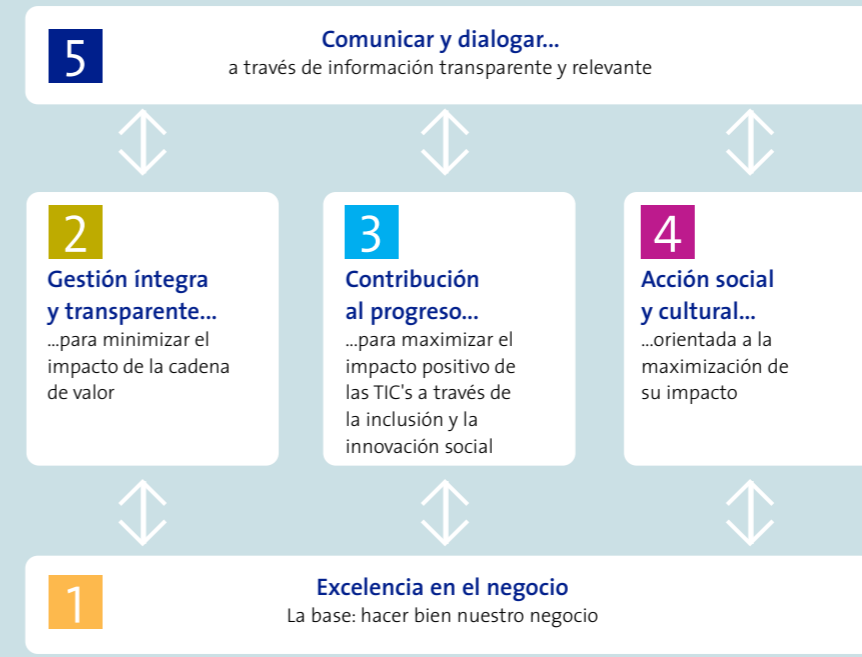 5
Comunicar y dialogar...
a través de información transparente y relevante
2
Gestión íntegra
y transparente...
...para minimizar el
impacto de la cadena
de valor
3
Contribución
al progreso...
...para maximizar el
impacto positivo de
las TIC's a través de
la inclusión y la
innovación social
4
Acción social
y cultural...
...orientada a la
maximización de
su impacto
1
Excelencia en el negocio
La base: hacer bien nuestro negocio